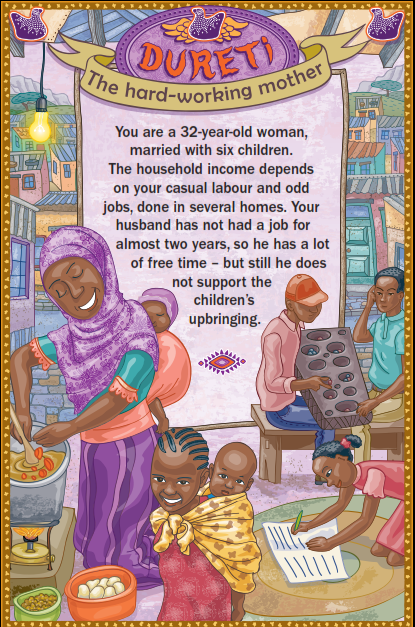 DURETi
The hard-working mother
You are a 32-year-old woman,
married with six children.
The household income depends
on your casual labour and odd
jobs, done in several homes. Your
husband has not had a job for
almost two years, so he has a lot
of free time – but still he does
not support the
children's
upbringing.